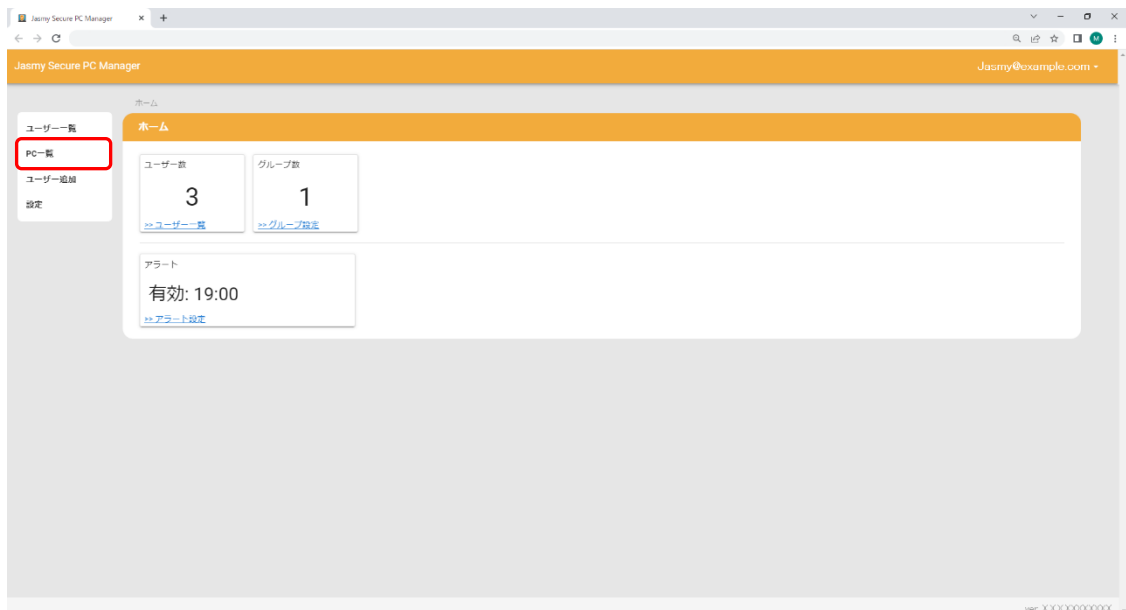 Jasmy Secure PC Manager
Jasmy Secure PC Manager
Jasmy@example.com
ホーム
ユーザー一覧
PC一覧
ユーザー追加
設定
ホーム
ユーザー数
3
>> ユーザー一覧
グループ数
1
>> グループ設定
アラート
有効: 19:00
>> アラート設定
M